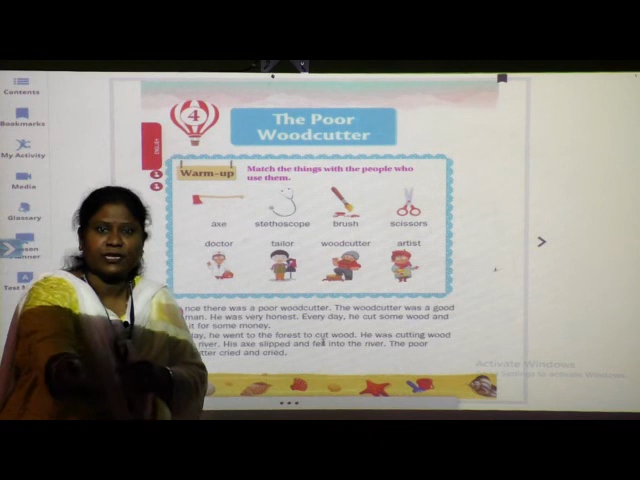 Contents
Bookmarks
My Activity
Media
Glossary
4
The Poor
Woodcutter
Warm-up
Match the things with the people who
use them.
axe stethoscope brush scissors
doctor tailor woodcutter artist
nce there was a poor woodcutter. The woodcutter was a good
man. He was very honest. Every day, he cut some wood and
it for some money.
day, he went to the forest to cut wood. He was cutting wood
river. His axe slipped and fell into the river. The poor
tter cried and cried.
Activate Windows
Settings to activate Windows.